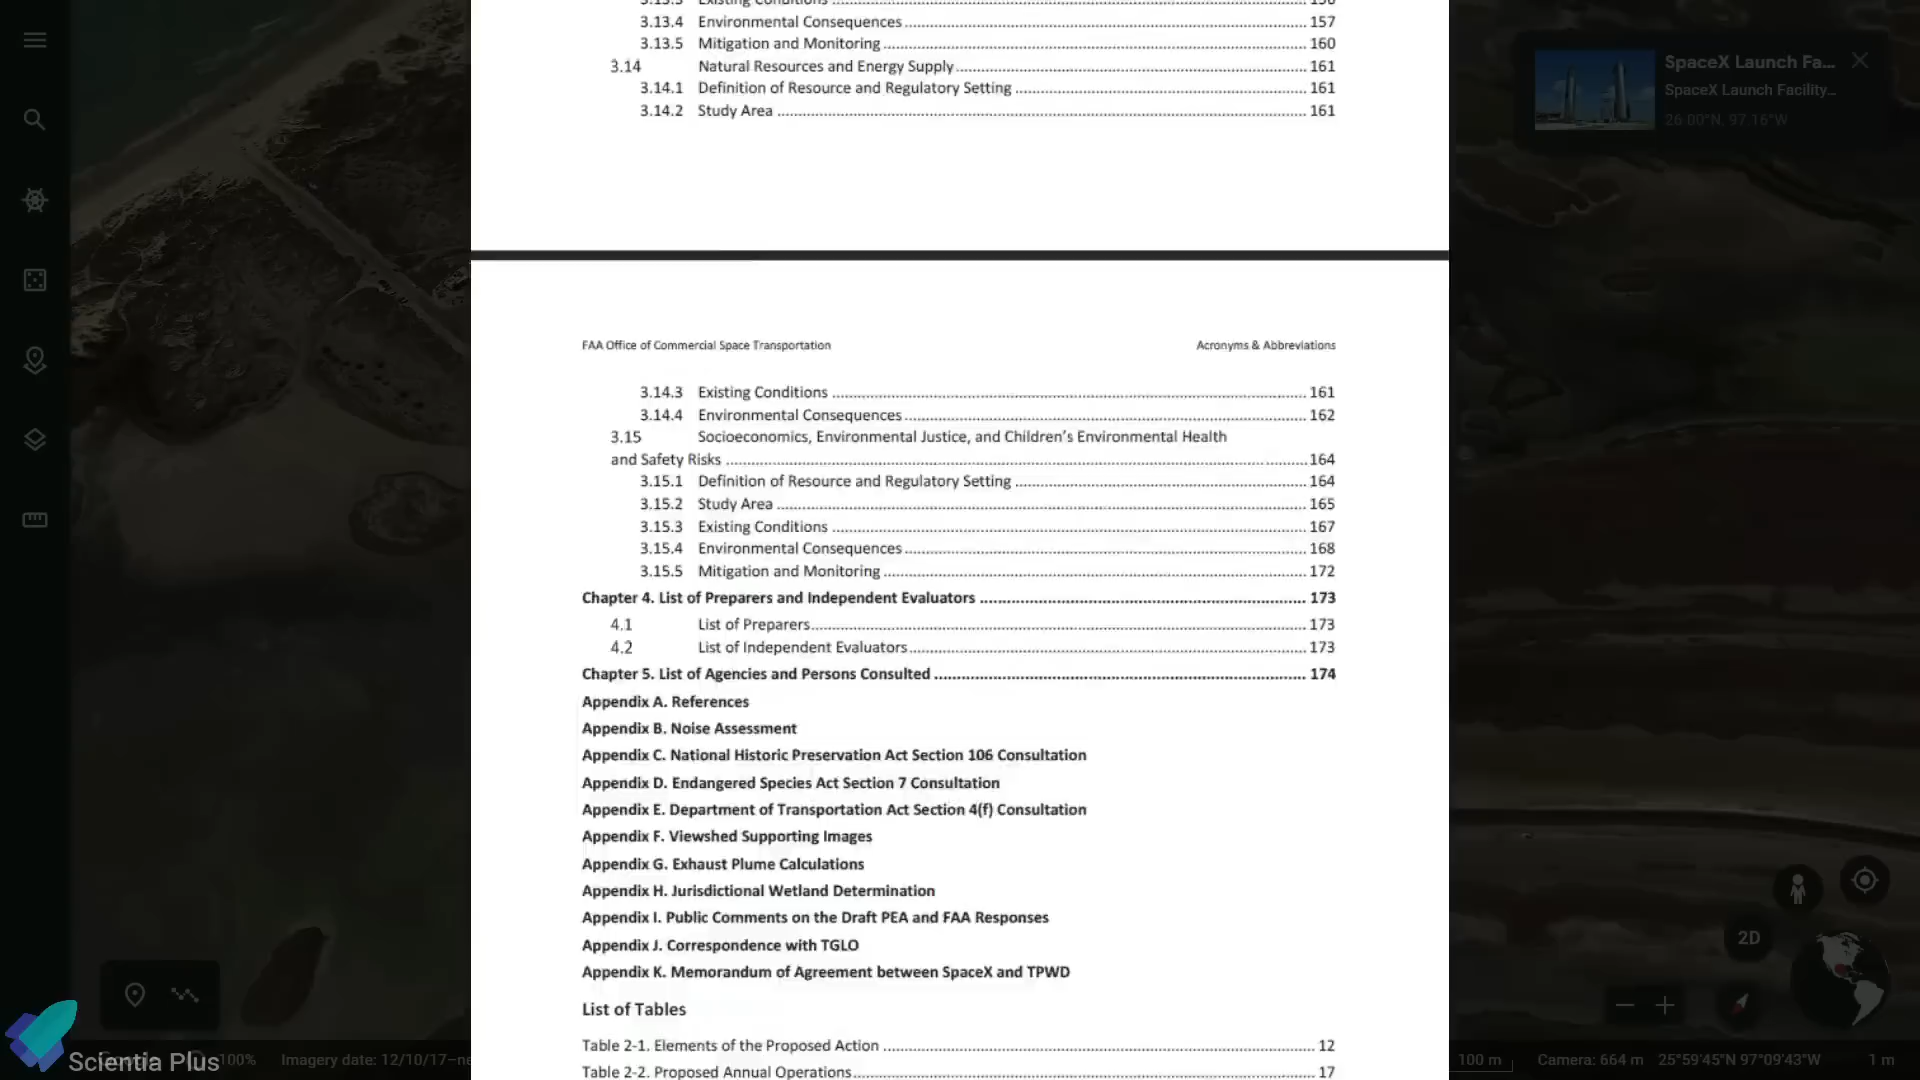 3.13.4 Environmental Consequences 157
3.13.5 Mitigation and Monitoring 160
3.14 Natural Resources and Energy Supply 161
3.14.1 Definition of Resource and Regulatory Setting 161
3.14.2 Study Area 161
SpaceX Launch Fa...
SpaceX Launch Facility...
26.00°N, 97.16°W
FAA Office of Commercial Space Transportation
Acronyms & Abbreviations
3.14.3 Existing Conditions 161
3.14.4 Environmental Consequences 162
3.15 Socioeconomics, Environmental Justice, and Children's Environmental Health
and Safety Risks 164
3.15.1 Definition of Resource and Regulatory Setting 164
3.15.2 Study Area 165
3.15.3 Existing Conditions 167
3.15.4 Environmental Consequences 168
3.15.5 Mitigation and Monitoring 172
Chapter 4. List of Preparers and Independent Evaluators 173
4.1 List of Preparers 173
4.2 List of Independent Evaluators 173
Chapter 5. List of Agencies and Persons Consulted 174
Appendix A. References
Appendix B. Noise Assessment
Appendix C. National Historic Preservation Act Section 106 Consultation
Appendix D. Endangered Species Act Section 7 Consultation
Appendix E. Department of Transportation Act Section 4(f) Consultation
Appendix F. Viewshed Supporting Images
Appendix G. Exhaust Plume Calculations
Appendix H. Jurisdictional Wetland Determination
Appendix I. Public Comments on the Draft PEA and FAA Responses
Appendix J. Correspondence with TGLO
Appendix K. Memorandum of Agreement between SpaceX and TPWD
List of Tables
Table 2-1. Elements of the Proposed Action 12
Table 2-2. Proposed Annual Operations 17
2D
Scientia Plus
100%
Imagery date: 12/10/17–ne
100 m
Camera: 664 m
25°59'45"N 97°09'43"W
1 m